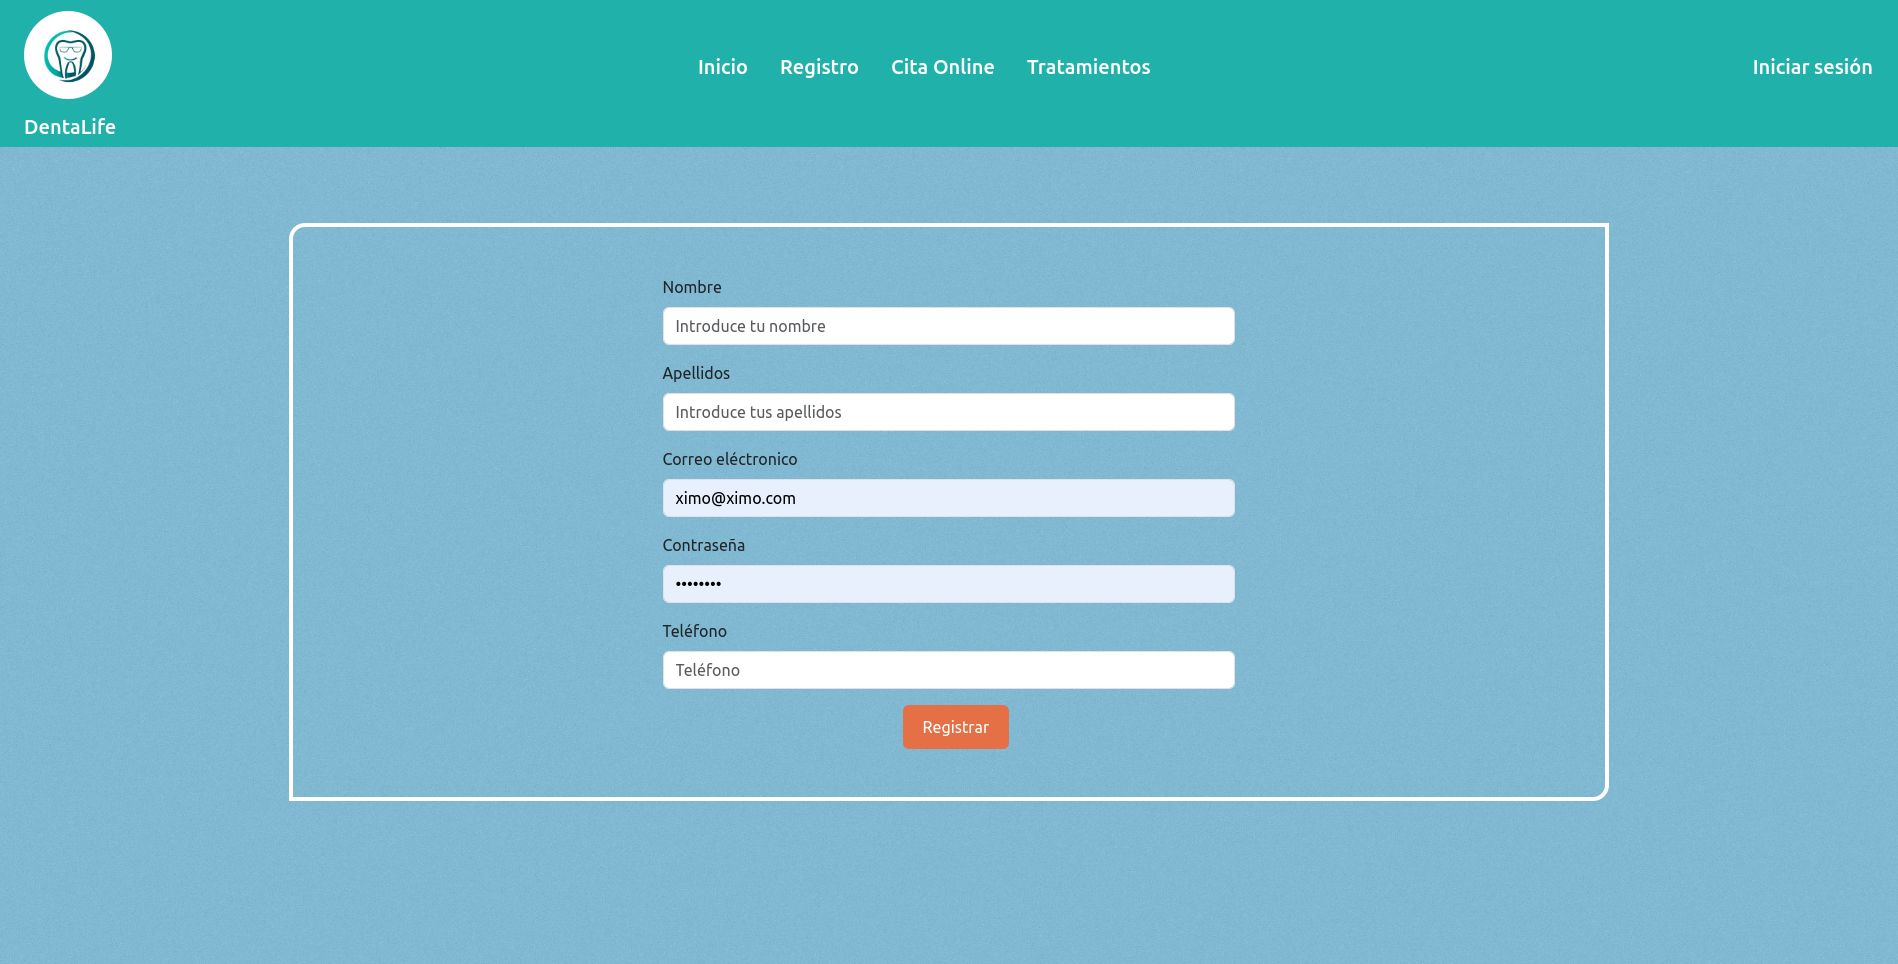 DentaLife
Inicio Registro Cita Online Tratamientos
Iniciar sesión
Nombre
Introduce tu nombre
Apellidos
Introduce tus apellidos
Correo eléctronico
ximo@ximo.com
Contraseña
••••••••
Teléfono
Teléfono
Registrar